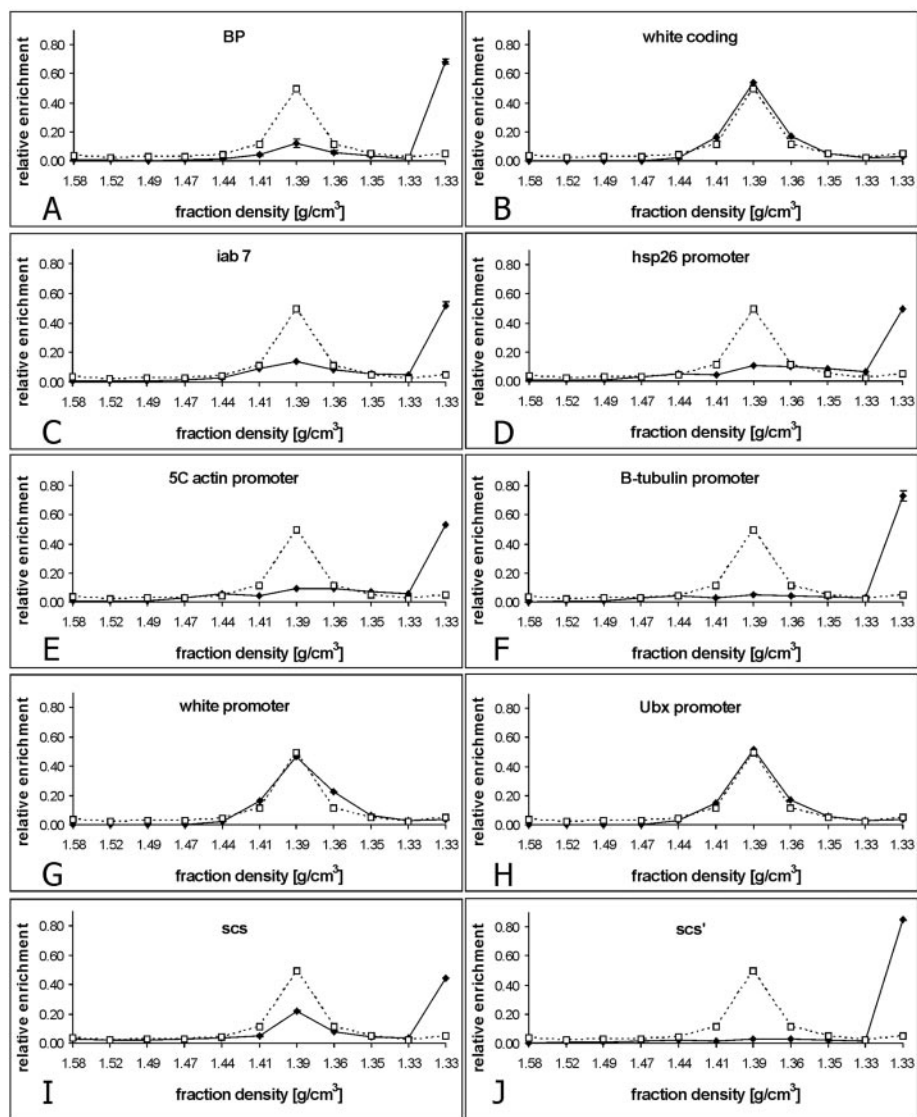 BP
relative enrichment
0.80
0.60
0.40
0.20
0.00
1.58 1.52 1.49 1.47 1.44 1.41 1.39 1.36 1.35 1.33 1.33
A fraction density [g/cm³]
white coding
relative enrichment
0.80
0.60
0.40
0.20
0.00
1.58 1.52 1.49 1.47 1.44 1.41 1.39 1.36 1.35 1.33 1.33
B fraction density [g/cm³]
iab 7
relative enrichment
0.80
0.60
0.40
0.20
0.00
1.58 1.52 1.49 1.47 1.44 1.41 1.39 1.36 1.35 1.33 1.33
C fraction density [g/cm³]
hsp26 promoter
relative enrichment
0.80
0.60
0.40
0.20
0.00
1.58 1.52 1.49 1.47 1.44 1.41 1.39 1.36 1.35 1.33 1.33
D fraction density [g/cm³]
5C actin promoter
relative enrichment
0.80
0.60
0.40
0.20
0.00
1.58 1.52 1.49 1.47 1.44 1.41 1.39 1.36 1.35 1.33 1.33
E fraction density [g/cm³]
B-tubulin promoter
relative enrichment
0.80
0.60
0.40
0.20
0.00
1.58 1.52 1.49 1.47 1.44 1.41 1.39 1.36 1.35 1.33 1.33
F fraction density [g/cm³]
white promoter
relative enrichment
0.80
0.60
0.40
0.20
0.00
1.58 1.52 1.49 1.47 1.44 1.41 1.39 1.36 1.35 1.33 1.33
G fraction density [g/cm³]
Ubx promoter
relative enrichment
0.80
0.60
0.40
0.20
0.00
1.58 1.52 1.49 1.47 1.44 1.41 1.39 1.36 1.35 1.33 1.33
H fraction density [g/cm³]
scs
relative enrichment
0.80
0.60
0.40
0.20
0.00
1.58 1.52 1.49 1.47 1.44 1.41 1.39 1.36 1.35 1.33 1.33
I fraction density [g/cm³]
scs'
relative enrichment
0.80
0.60
0.40
0.20
0.00
1.58 1.52 1.49 1.47 1.44 1.41 1.39 1.36 1.35 1.33 1.33
J fraction density [g/cm³]